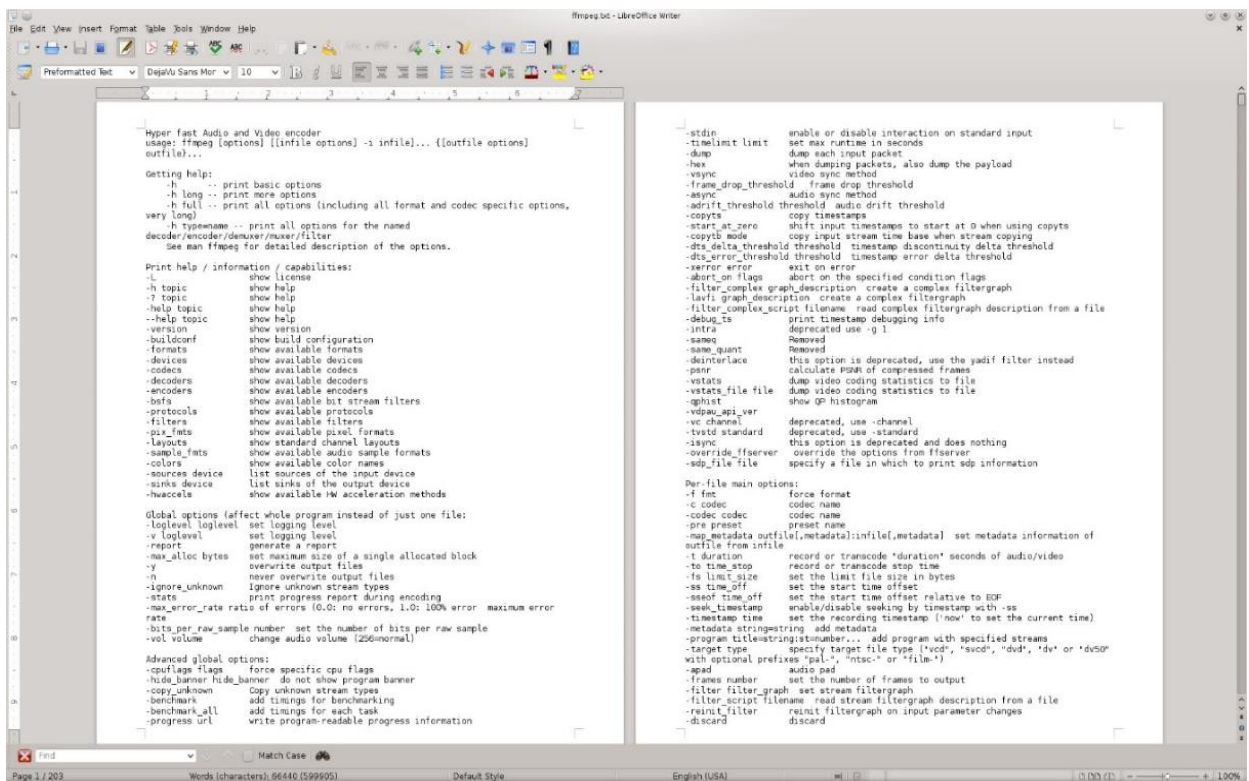 ffmpeg.txt - LibreOffice Writer
File Edit View Insert Format Table Tools Window Help
Preformatted Text DejaVu Sans Mor 10
Hyper fast Audio and Video encoder
usage: ffmpeg [options] [[infile options] -i infile]... {[outfile options]
outfile}...
Getting help:
-h -- print basic options
-h long -- print more options
-h full -- print all options (including all format and codec specific options,
very long)
-h type=name -- print all options for the named
decoder/encoder/demuxer/muxer/filter
See man ffmpeg for detailed description of the options.
Print help / information / capabilities:
-L show license
-h topic show help
-? topic show help
-help topic show help
--help topic show help
-version show version
-buildconf show build configuration
-formats show available formats
-devices show available devices
-codecs show available codecs
-decoders show available decoders
-encoders show available encoders
-bsfs show available bit stream filters
-protocols show available protocols
-filters show available filters
-pix_fmts show available pixel formats
-layouts show standard channel layouts
-sample_fmts show available audio sample formats
-colors show available color names
-sources device list sources of the input device
-sinks device list sinks of the output device
-hwaccels show available HW acceleration methods
Global options (affect whole program instead of just one file:
-loglevel loglevel set logging level
-v loglevel set logging level
-report generate a report
-max_alloc bytes set maximum size of a single allocated block
-y overwrite output files
-n never overwrite output files
-ignore_unknown Ignore unknown stream types
-stats print progress report during encoding
-max_error_rate ratio of errors (0.0: no errors, 1.0: 100% error maximum error
rate
-bits_per_raw_sample number set the number of bits per raw sample
-vol volume change audio volume (256=normal)
Advanced global options:
-cpuflags flags force specific cpu flags
-hide_banner hide_banner do not show program banner
-copy_unknown Copy unknown stream types
-benchmark add timings for benchmarking
-benchmark_all add timings for each task
-progress url write program-readable progress information
-stdin enable or disable interaction on standard input
-timelimit limit set max runtime in seconds
-dump dump each input packet
-hex when dumping packets, also dump the payload
-vsync video sync method
-frame_drop_threshold frame drop threshold
-async audio sync method
-adrift_threshold threshold audio drift threshold
-copyts copy timestamps
-start_at_zero shift input timestamps to start at 0 when using copyts
-copytb mode copy input stream time base when stream copying
-dts_delta_threshold threshold timestamp discontinuity delta threshold
-dts_error_threshold threshold timestamp error delta threshold
-xerror error exit on error
-abort_on flags abort on the specified condition flags
-filter_complex graph_description create a complex filtergraph
-lavfi graph_description create a complex filtergraph
-filter_complex_script filename read complex filtergraph description from a file
-debug_ts print timestamp debugging info
-intra deprecated use -g 1
-sameq Removed
-same_quant Removed
-deinterlace this option is deprecated, use the yadif filter instead
-psnr calculate PSNR of compressed frames
-vstats dump video coding statistics to file
-vstats_file file dump video coding statistics to file
-qphist show QP histogram
-vdpau_api_ver
-vc channel deprecated, use -channel
-tvstd standard deprecated, use -standard
-isync this option is deprecated and does nothing
-override_ffserver override the options from ffserver
-sdp_file file specify a file in which to print sdp information
Per-file main options:
-f fmt force format
-c codec codec name
-codec codec codec name
-pre preset preset name
-map_metadata outfile[,metadata]:infile[,metadata] set metadata information of
outfile from infile
-t duration record or transcode "duration" seconds of audio/video
-to time_stop record or transcode stop time
-fs limit_size set the limit file size in bytes
-ss time_off set the start time offset
-sseof time_off set the start time offset relative to EOF
-seek_timestamp enable/disable seeking by timestamp with -ss
-timestamp time set the recording timestamp ('now' to set the current time)
-metadata string=string add metadata
-program title=string:st=number... add program with specified streams
-target type specify target file type ("vcd", "svcd", "dvd", "dv" or "dv50"
with optional prefixes "pal-", "ntsc-" or "film-")
-apad audio pad
-frames number set the number of frames to output
-filter filter_graph set stream filtergraph
-filter_script filename read stream filtergraph description from a file
-reinit_filter reinit filtergraph on input parameter changes
-discard discard
Find Match Case
Page 1 / 203 Words (characters): 66440 (599905) Default Style English (USA) 100%